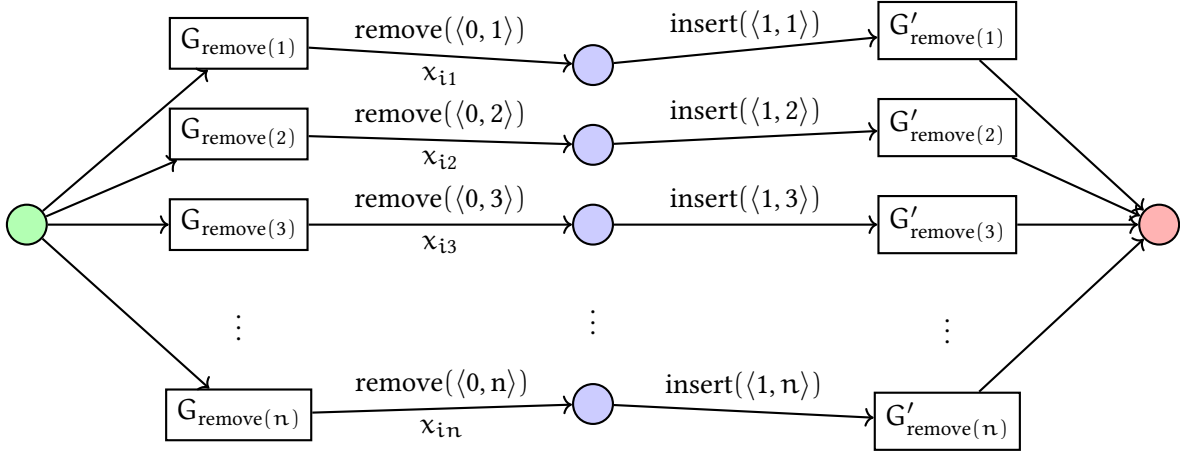 G_remove(1) remove(⟨0, 1⟩) x_i1 insert(⟨1, 1⟩) G′_remove(1)
G_remove(2) remove(⟨0, 2⟩) x_i2 insert(⟨1, 2⟩) G′_remove(2)
G_remove(3) remove(⟨0, 3⟩) x_i3 insert(⟨1, 3⟩) G′_remove(3)
⋮ ⋮ ⋮
G_remove(n) remove(⟨0, n⟩) x_in insert(⟨1, n⟩) G′_remove(n)